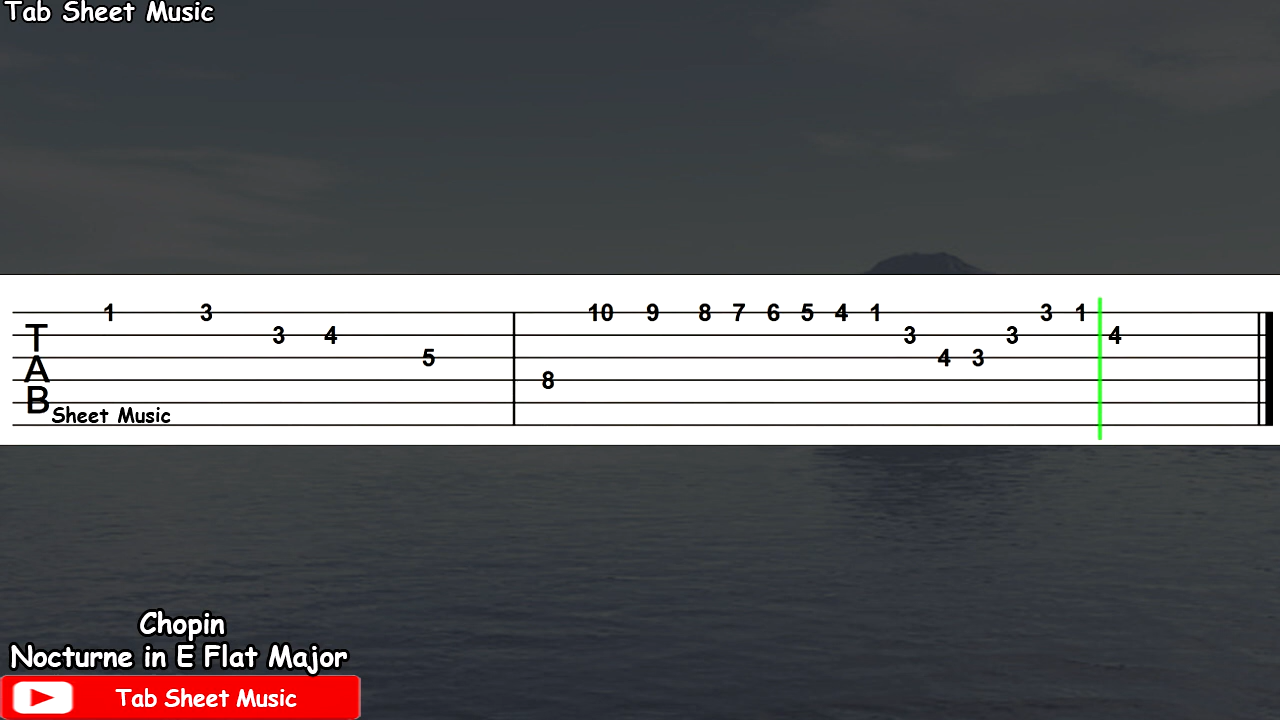 Tab Sheet Music
1 3 10 9 8 7 6 5 4 1 3 1
T 3 4 3 3 4
A 5 4 3
8
B Sheet Music
Chopin
Nocturne in E Flat Major
Tab Sheet Music